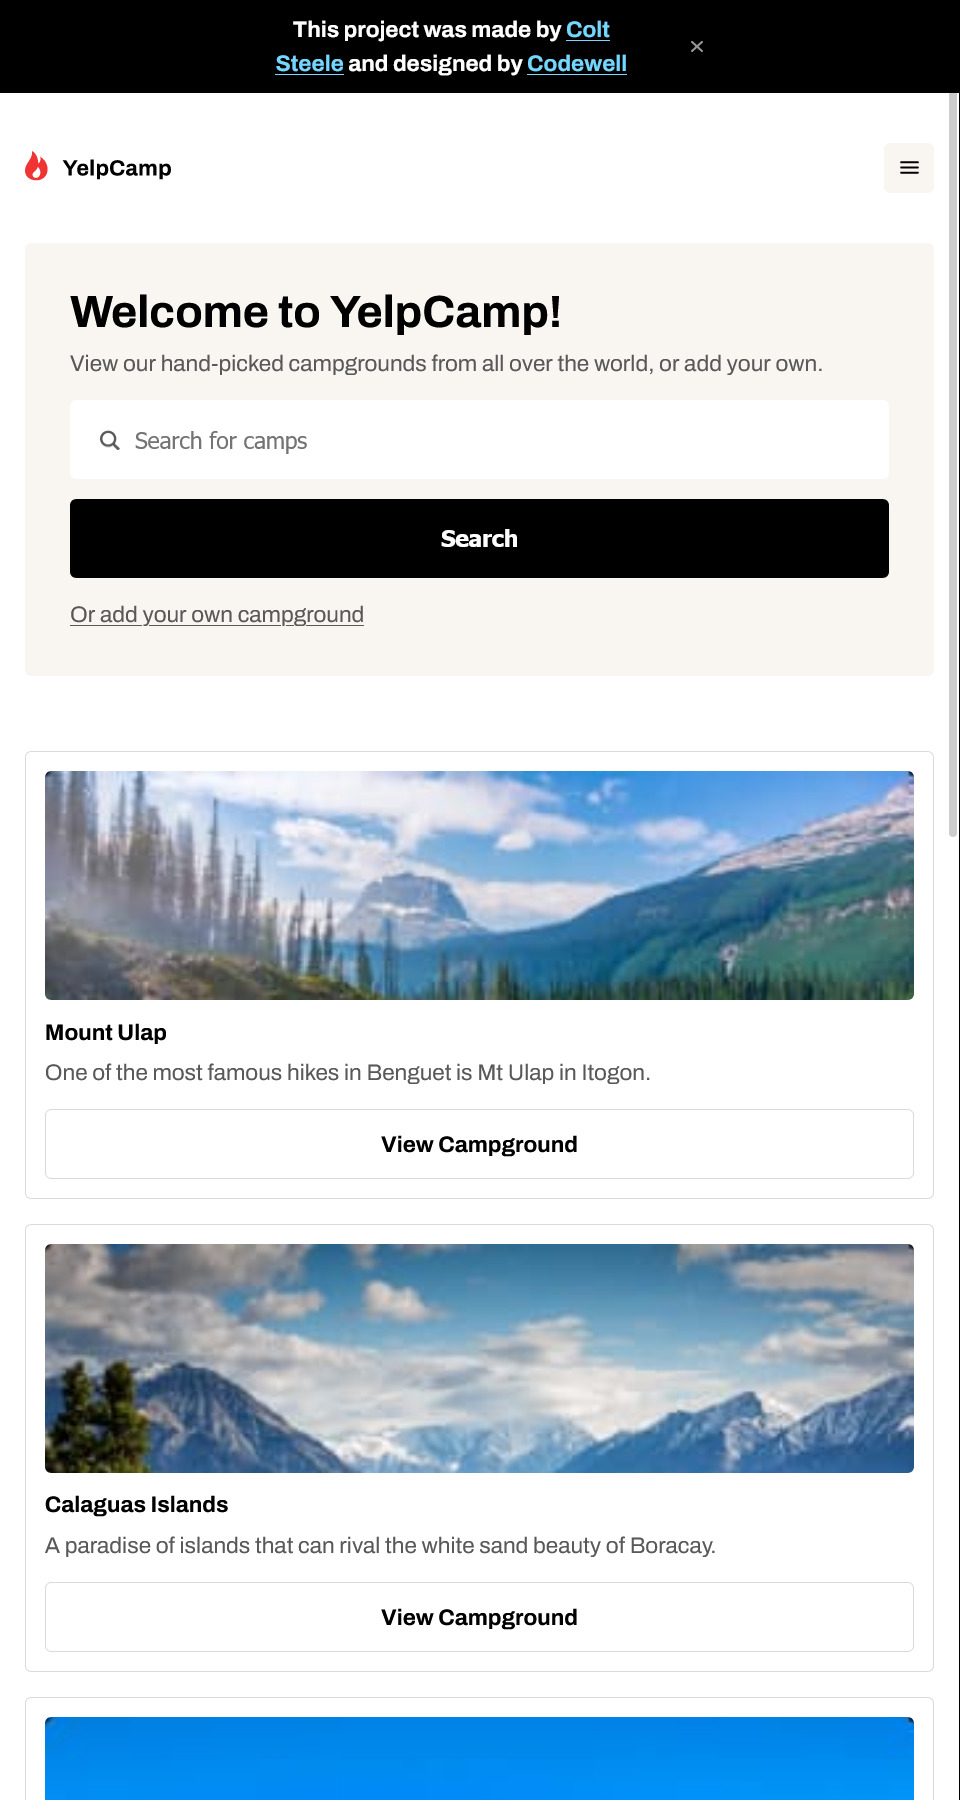 This project was made by Colt
Steele and designed by Codewell
YelpCamp
Welcome to YelpCamp!
View our hand-picked campgrounds from all over the world, or add your own.
Search for camps
Search
Or add your own campground
Mount Ulap
One of the most famous hikes in Benguet is Mt Ulap in Itogon.
View Campground
Calaguas Islands
A paradise of islands that can rival the white sand beauty of Boracay.
View Campground